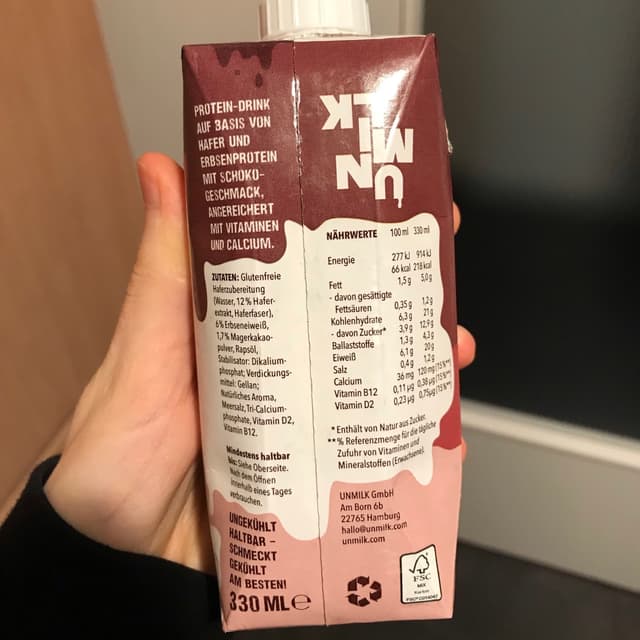 PROTEIN-DRINK
AUF BASIS VON
HAFER UND
ERBSENPROTEIN
MIT SCHOKO-
GESCHMACK,
ANGEREICHERT
MIT VITAMINEN
UND CALCIUM.
ZUTATEN: Glutenfreie
Haferzubereitung
(Wasser, 12 % Hafer-
extrakt, Haferfaser),
6 % Erbseneiweiß,
1,7 % Magerkakao-
pulver, Rapsöl,
Stabilisator: Dikalium-
phosphat; Verdickungs-
mittel: Gellan;
Natürliches Aroma,
Meersalz, Tri-Calcium-
phosphate, Vitamin D2,
Vitamin B12.
Mindestens haltbar
bis: Siehe Oberseite.
Nach dem Öffnen
innerhalb eines Tages
verbrauchen.
UNGEKÜHLT
HALTBAR –
SCHMECKT
GEKÜHLT
AM BESTEN!
330 ML e
UNMILK
NÄHRWERTE 100 ml 330 ml
Energie 277 kJ 914 kJ
66 kcal 218 kcal
Fett 1,5 g 5,0 g
- davon gesättigte
Fettsäuren 0,35 g 1,2 g
Kohlenhydrate 6,3 g 21 g
- davon Zucker* 3,9 g 12,9 g
Ballaststoffe 1,3 g 4,3 g
Eiweiß 6,1 g 20 g
Salz 0,4 g 1,2 g
Calcium 36 mg 120 mg (15 %**)
Vitamin B12 0,11 µg 0,38 µg (15 %**)
Vitamin D2 0,23 µg 0,75 µg (15 %**)
* Enthält von Natur aus Zucker.
** % Referenzmenge für die tägliche
Zufuhr von Vitaminen und
Mineralstoffen (Erwachsene).
UNMILK GmbH
Am Born 6b
22765 Hamburg
hallo@unmilk.com
unmilk.com
FSC
MIX
Karton